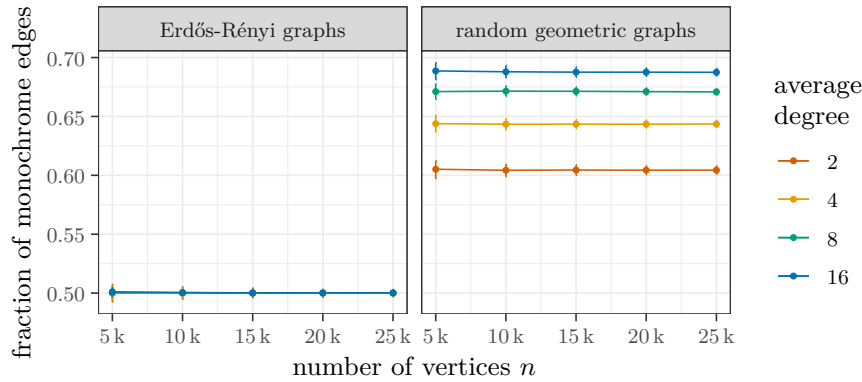 Erdős-Rényi graphs
random geometric graphs
fraction of monochrome edges
0.70
0.65
0.60
0.55
0.50
5 k
10 k
15 k
20 k
25 k
5 k
10 k
15 k
20 k
25 k
number of vertices n
average
degree
2
4
8
16